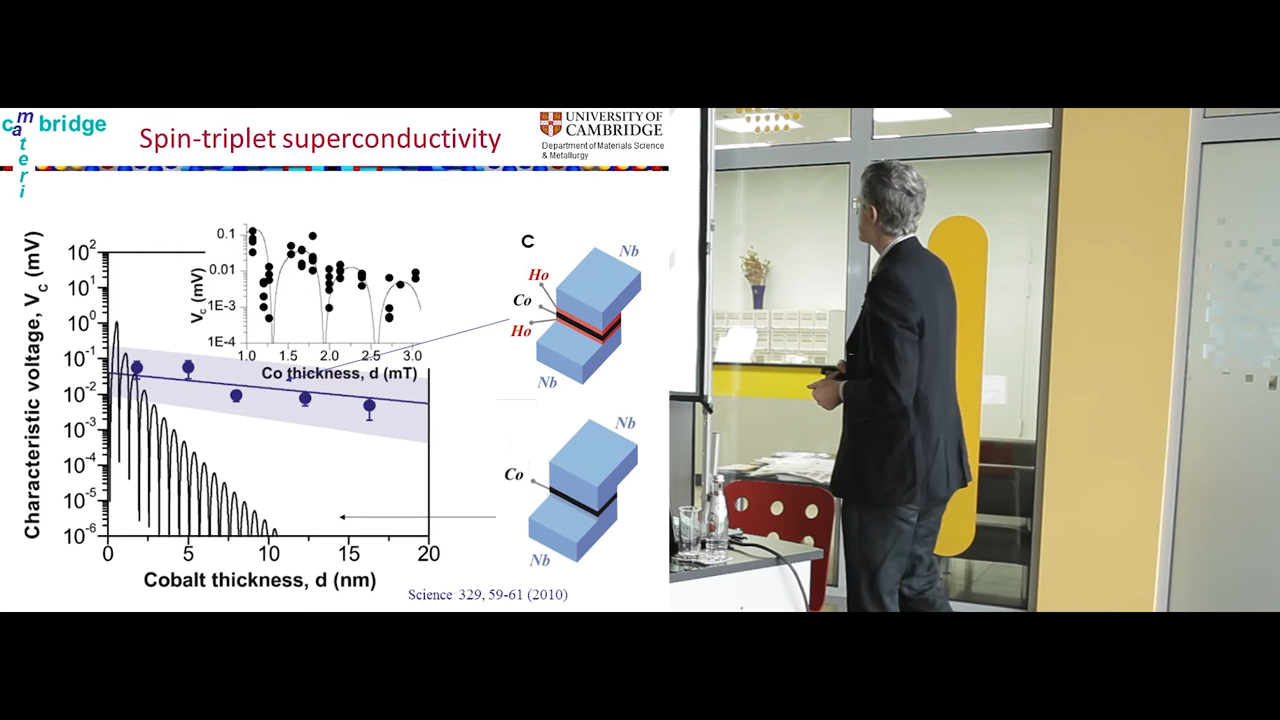 cam bridge
ateri
Spin-triplet superconductivity
UNIVERSITY OF
CAMBRIDGE
Department of Materials Science
& Metallurgy
Characteristic voltage, Vc (mV)
10²
10¹
10⁰
10⁻¹
10⁻²
10⁻³
10⁻⁴
10⁻⁵
10⁻⁶
0 5 10 15 20
Cobalt thickness, d (nm)
Vc (mV)
0.1
0.01
1E-3
1E-4
1.0 1.5 2.0 2.5 3.0
Co thickness, d (mT)
C
Nb
Ho
Co
Ho
Nb
Nb
Co
Nb
Science 329, 59-61 (2010)